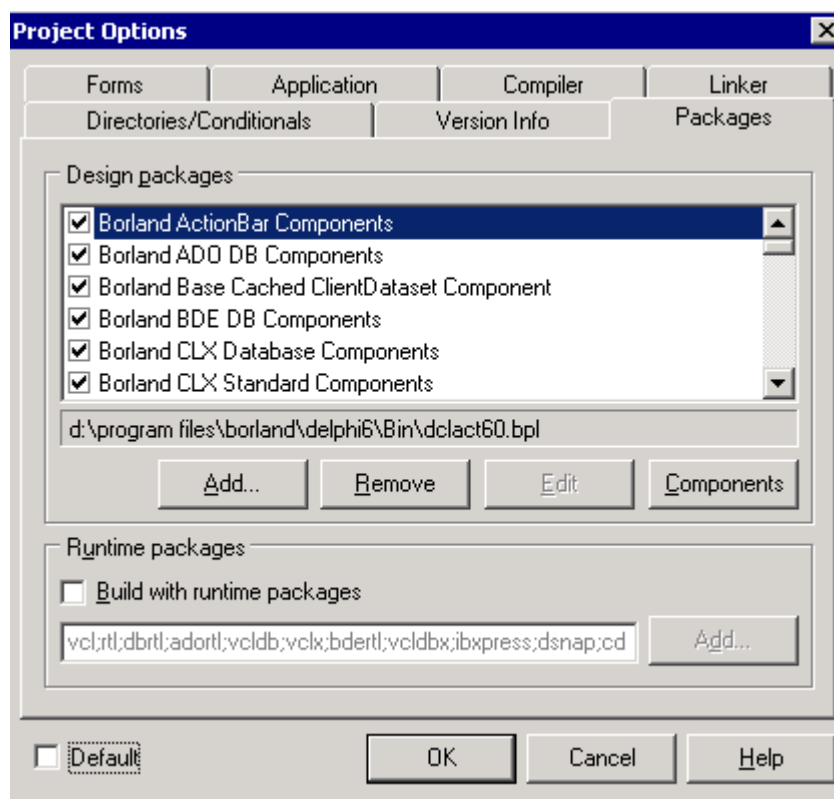 Project Options
Forms Application Compiler Linker
Directories/Conditionals Version Info Packages
Design packages
Borland ActionBar Components
Borland ADO DB Components
Borland Base Cached ClientDataset Component
Borland BDE DB Components
Borland CLX Database Components
Borland CLX Standard Components
d:\program files\borland\delphi6\Bin\dclact60.bpl
Add... Remove Edit Components
Runtime packages
Build with runtime packages
vcl;rtl;dbrtl;adortl;vcldb;vclx;bdertl;vcldbx;ibxpress;dsnap;cd Add...
Default OK Cancel Help